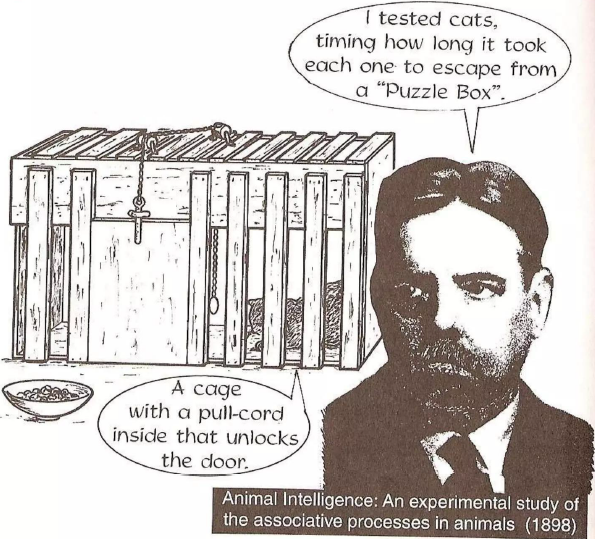 I tested cats,
timing how long it took
each one to escape from
a “Puzzle Box”.
A cage
with a pull-cord
inside that unlocks
the door.
Animal Intelligence: An experimental study of
the associative processes in animals (1898)